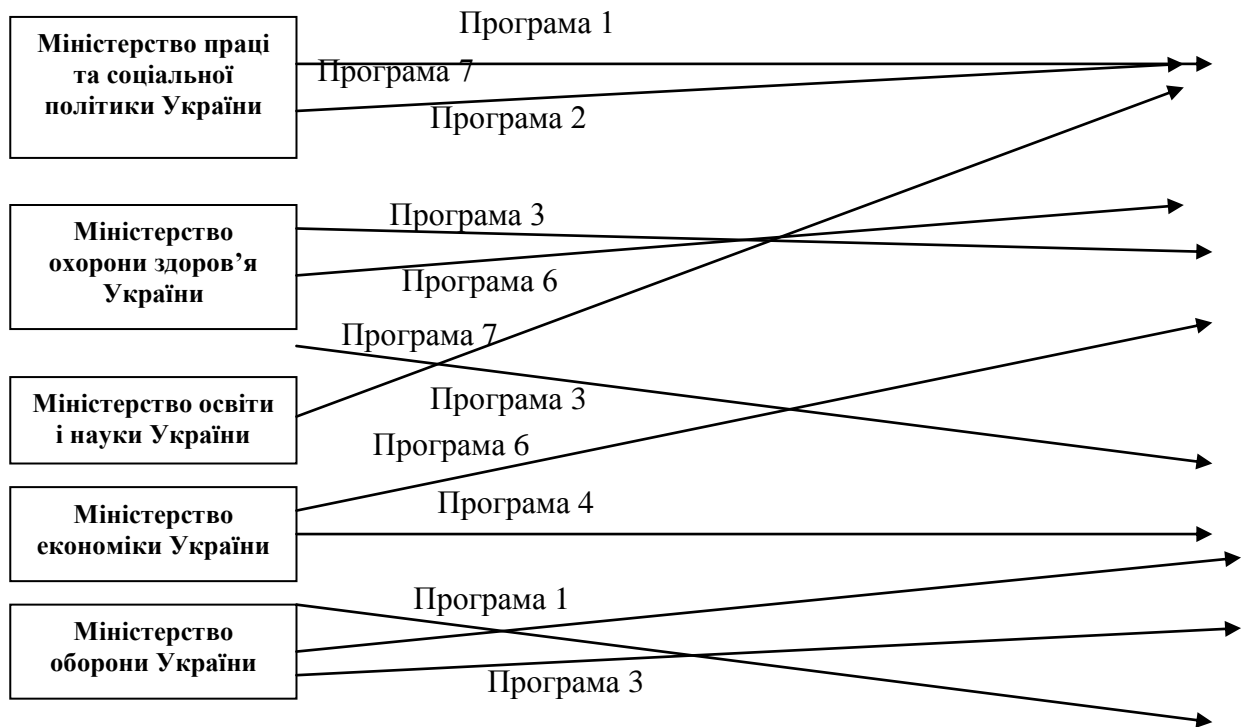 Програма 1
Міністерство праці
та соціальної
політики України
Програма 7
Програма 2
Міністерство
охорони здоров’я
України
Програма 3
Програма 6
Програма 7
Міністерство освіти
і науки України
Програма 3
Програма 6
Міністерство
економіки України
Програма 4
Міністерство
оборони України
Програма 1
Програма 3